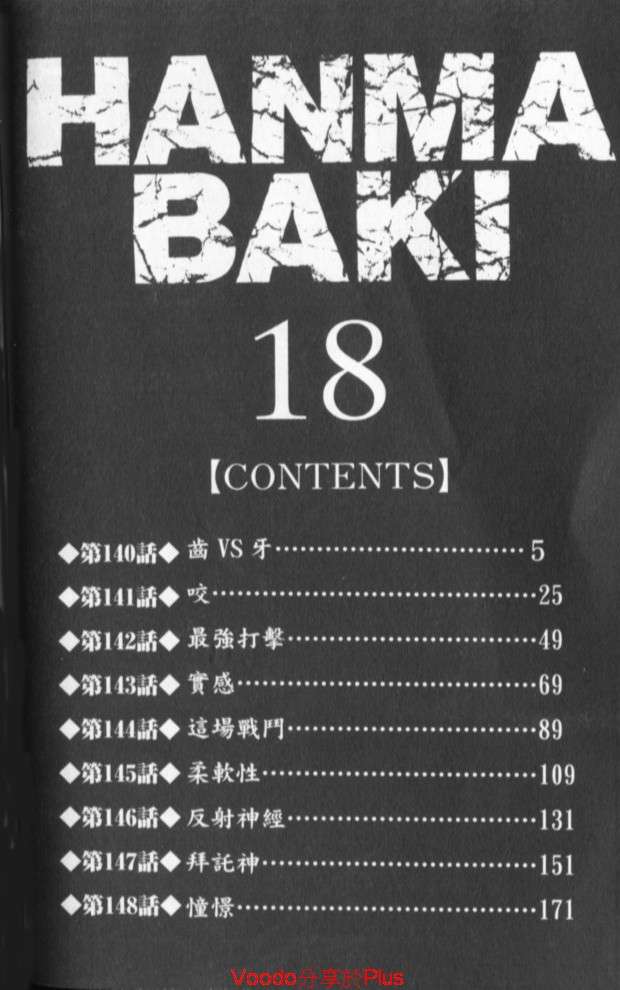 HANMA
BAKI
18
【CONTENTS】
◆第140話◆ 齒 VS 牙……………………………5
◆第141話◆ 咬……………………………………25
◆第142話◆ 最強打擊……………………………49
◆第143話◆ 實感…………………………………69
◆第144話◆ 這場戰鬥……………………………89
◆第145話◆ 柔軟性………………………………109
◆第146話◆ 反射神經……………………………131
◆第147話◆ 拜託神………………………………151
◆第148話◆ 憧憬…………………………………171
Voodo分享於Plus